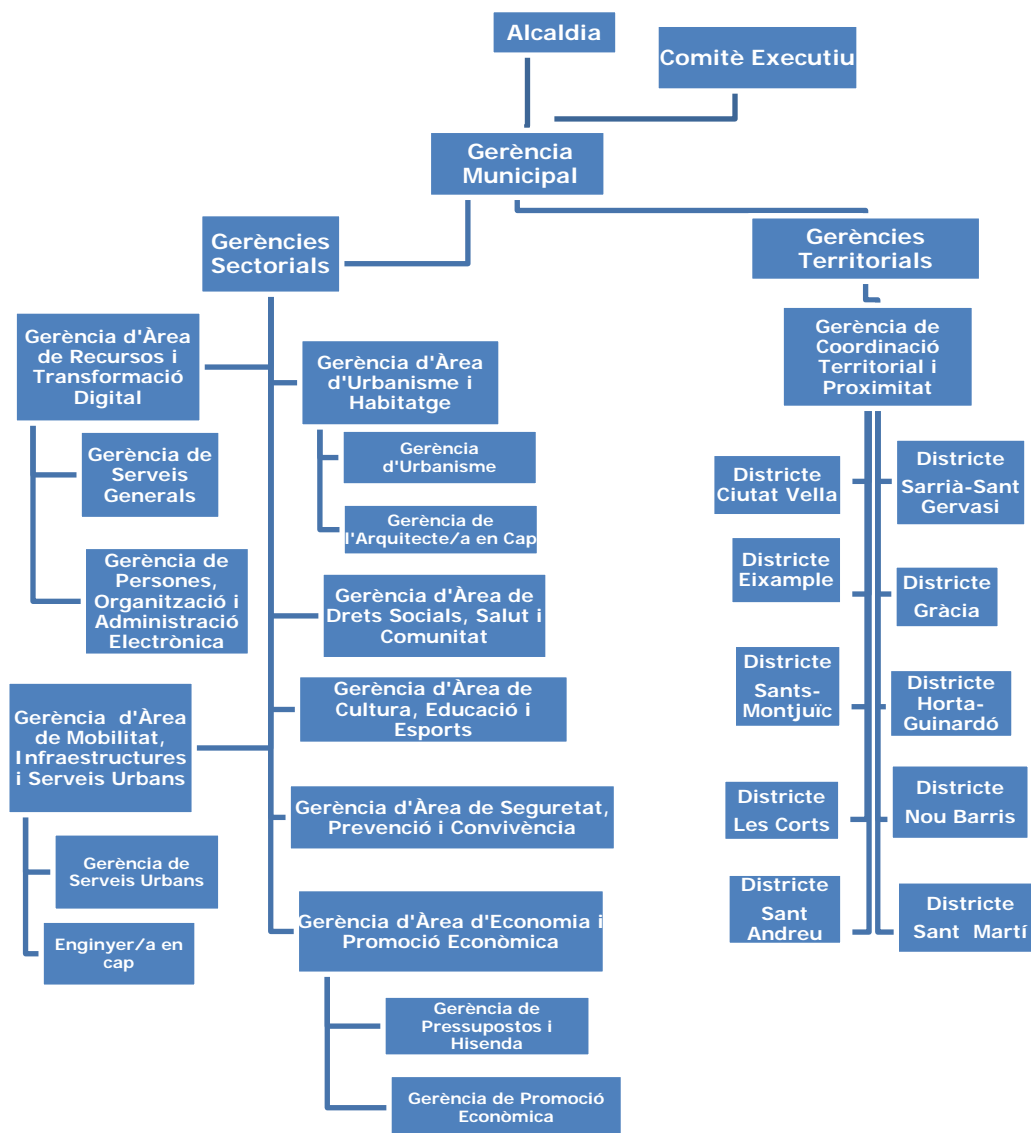 Alcaldia
Comitè Executiu
Gerència
Municipal
Gerències
Sectorials
Gerències
Territorials
Gerència d'Àrea
de Recursos i
Transformació
Digital
Gerència de
Serveis
Generals
Gerència de
Persones,
Organització i
Administració
Electrònica
Gerència d'Àrea
de Mobilitat,
Infraestructures
i Serveis Urbans
Gerència de
Serveis Urbans
Enginyer/a en
cap
Gerència d'Àrea
d'Urbanisme i
Habitatge
Gerència
d'Urbanisme
Gerència de
l'Arquitecte/a en Cap
Gerència d'Àrea de
Drets Socials, Salut i
Comunitat
Gerència d'Àrea de
Cultura, Educació i
Esports
Gerència d'Àrea de Seguretat,
Prevenció i Convivència
Gerència d'Àrea d'Economia i
Promoció Econòmica
Gerència de
Pressupostos i
Hisenda
Gerència de Promoció
Econòmica
Gerència de
Coordinació
Territorial i
Proximitat
Districte
Ciutat Vella
Districte
Sarrià-Sant
Gervasi
Districte
Eixample
Districte
Gràcia
Districte
Sants-
Montjuïc
Districte
Horta-
Guinardó
Districte
Les Corts
Districte
Nou Barris
Districte
Sant
Andreu
Districte
Sant Martí